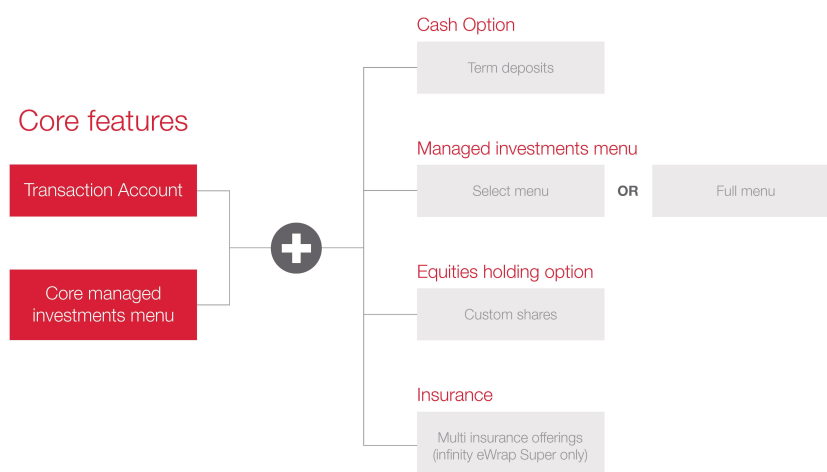 Core features
Transaction Account
Core managed
investments menu
Cash Option
Term deposits
Managed investments menu
Select menu
OR
Full menu
Equities holding option
Custom shares
Insurance
Multi insurance offerings
(infinity eWrap Super only)